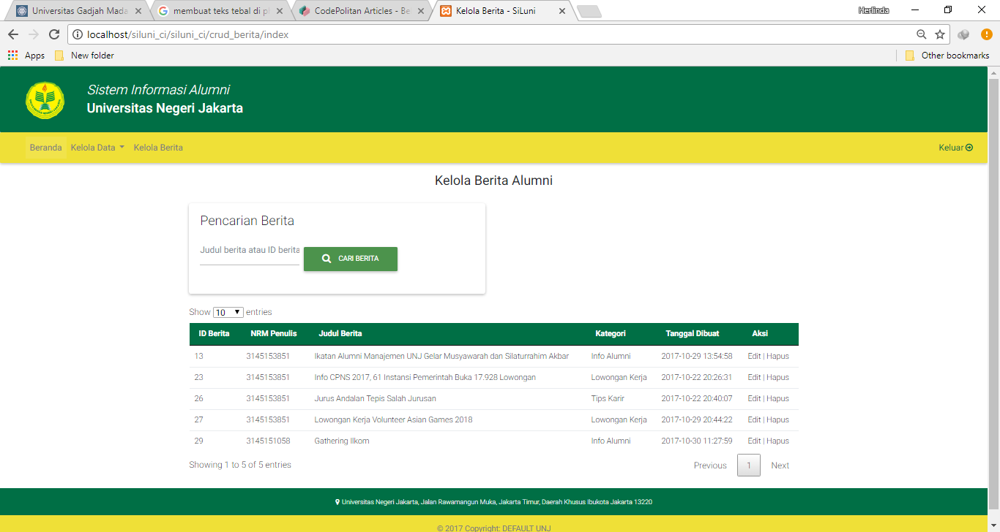 Universitas Gadjah Mada
membuat teks tebal di pl
CodePolitan Articles - Be
Kelola Berita - SiLuni
Herlinda
localhost/siluni_ci/siluni_ci/crud_berita/index
Apps
New folder
Other bookmarks
Sistem Informasi Alumni
Universitas Negeri Jakarta
Beranda Kelola Data Kelola Berita Keluar
Kelola Berita Alumni
Pencarian Berita
Judul berita atau ID berita
CARI BERITA
Show 10 entries
ID Berita NRM Penulis Judul Berita Kategori Tanggal Dibuat Aksi
13 3145153851 Ikatan Alumni Manajemen UNJ Gelar Musyawarah dan Silaturrahim Akbar Info Alumni 2017-10-29 13:54:58 Edit | Hapus
23 3145153851 Info CPNS 2017, 61 Instansi Pemerintah Buka 17.928 Lowongan Lowongan Kerja 2017-10-22 20:26:31 Edit | Hapus
26 3145153851 Jurus Andalan Tepis Salah Jurusan Tips Karir 2017-10-22 20:40:07 Edit | Hapus
27 3145153851 Lowongan Kerja Volunteer Asian Games 2018 Lowongan Kerja 2017-10-29 20:44:22 Edit | Hapus
29 3145151058 Gathering Ilkom Info Alumni 2017-10-30 11:27:59 Edit | Hapus
Showing 1 to 5 of 5 entries Previous 1 Next
Universitas Negeri Jakarta, Jalan Rawamangun Muka, Jakarta Timur, Daerah Khusus Ibukota Jakarta 13220
© 2017 Copyright: DEFAULT UNJ